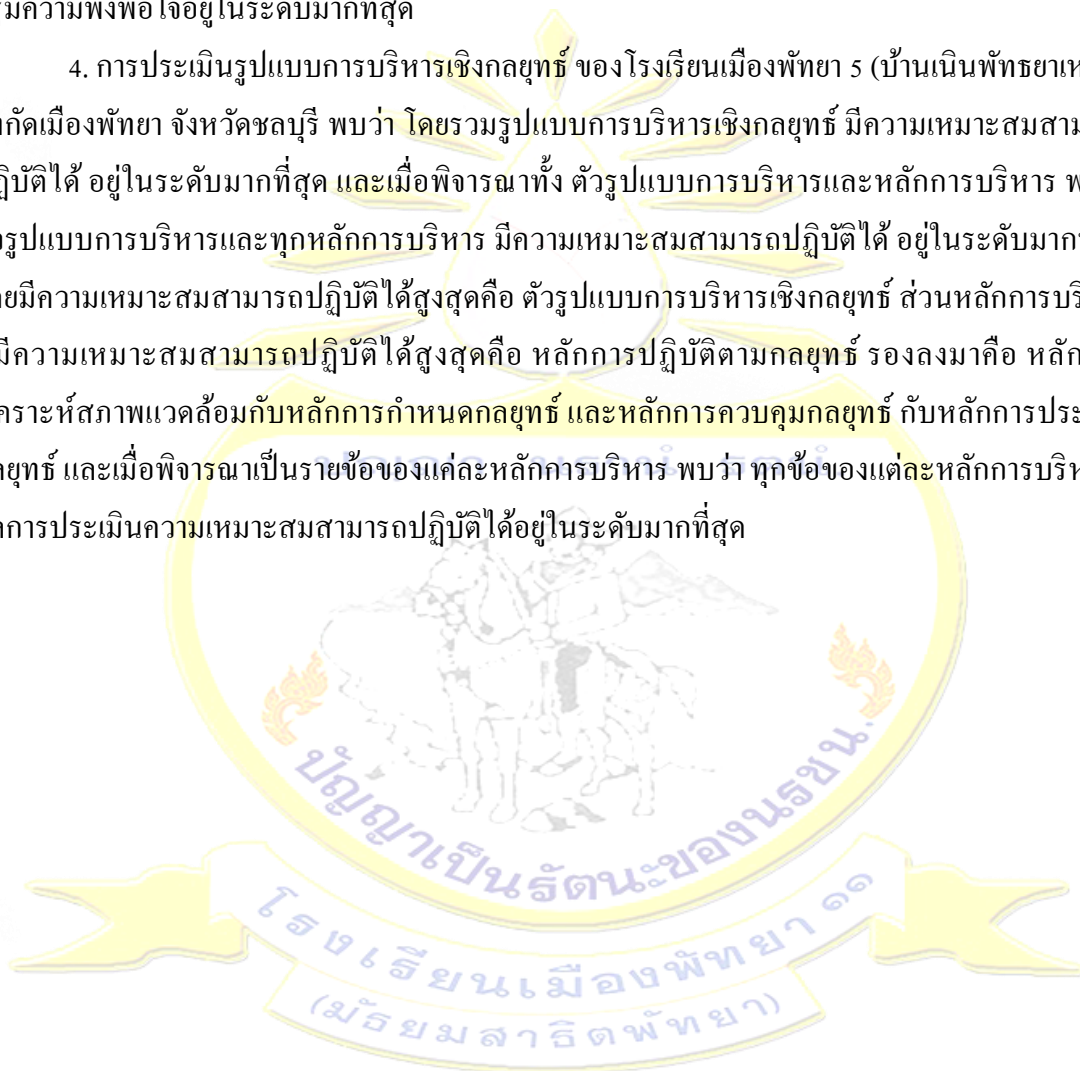 รมีความพึงพอใจอยู่ในระดับมากที่สุด
4. การประเมินรูปแบบการบริหารเชิงกลยุทธ์ ของโรงเรียนเมืองพัทยา 5 (บ้านเนินพัทธยาเห
ากัดเมืองพัทยา จังหวัดชลบุรี พบว่า โดยรวมรูปแบบการบริหารเชิงกลยุทธ์ มีความเหมาะสมสาม
ฏิบัติได้ อยู่ในระดับมากที่สุด และเมื่อพิจารณาทั้ง ตัวรูปแบบการบริหารและหลักการบริหาร พ
รูปแบบการบริหารและทุกหลักการบริหาร มีความเหมาะสมสามารถปฏิบัติได้ อยู่ในระดับมาก
ยมีความเหมาะสมสามารถปฏิบัติได้สูงสุดคือ ตัวรูปแบบการบริหารเชิงกลยุทธ์ ส่วนหลักการบริ
มีความเหมาะสมสามารถปฏิบัติได้สูงสุดคือ หลักการปฏิบัติตามกลยุทธ์ รองลงมาคือ หลัก
คราะห์สภาพแวดล้อมกับหลักการกำหนดกลยุทธ์ และหลักการควบคุมกลยุทธ์ กับหลักการประ
ลยุทธ์ และเมื่อพิจารณาเป็นรายข้อของแค่ละหลักการบริหาร พบว่า ทุกข้อของแต่ละหลักการบริห
ลการประเมินความเหมาะสมสามารถปฏิบัติได้อยู่ในระดับมากที่สุด
ปัญญาเป็นรัตนะของนรชน.
โรงเรียนเมืองพัทยา ๑๑
(มัธยมสาธิตพัทยา)